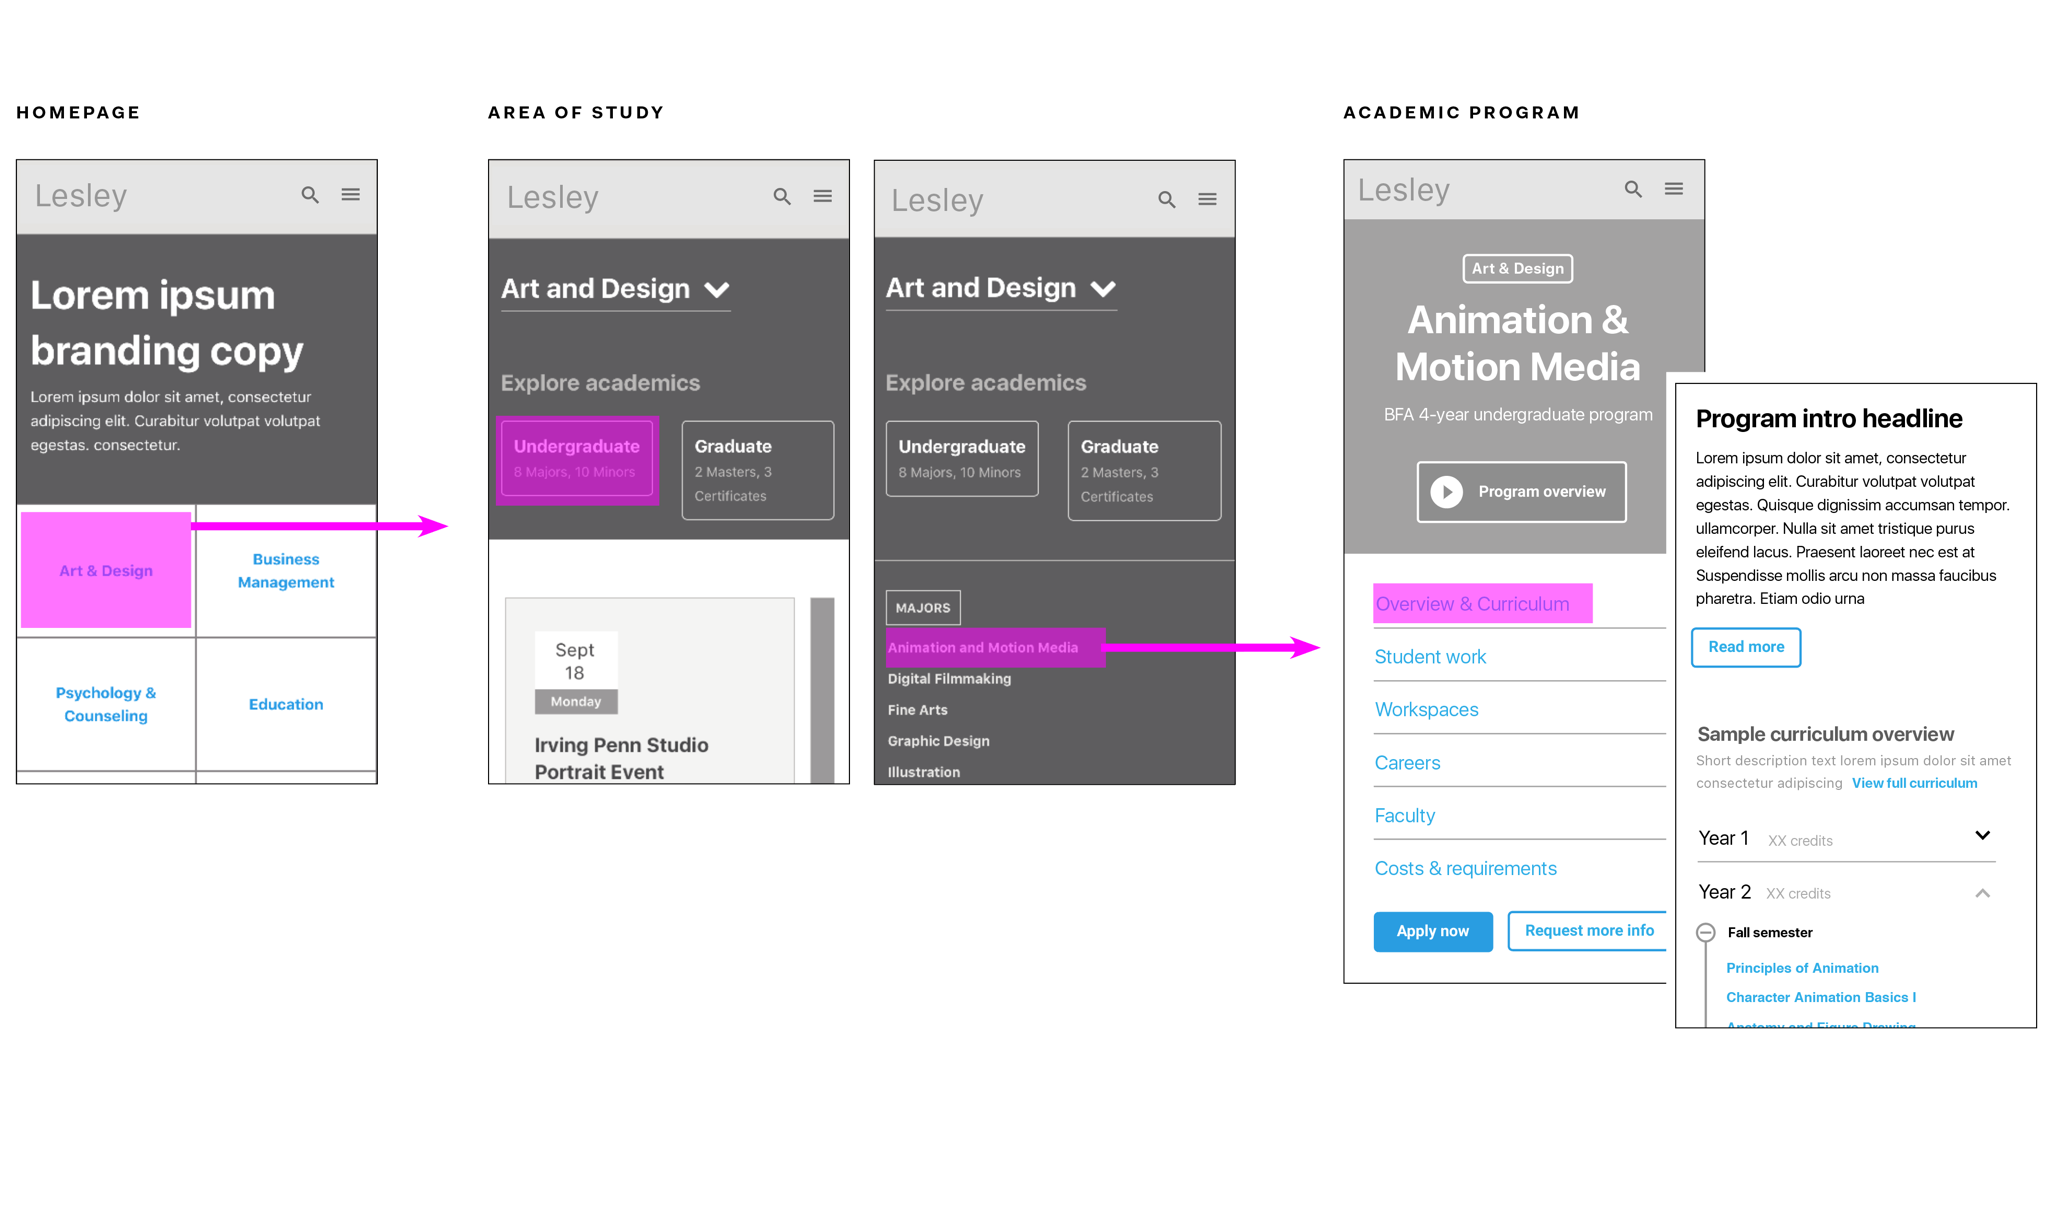 HOMEPAGE
Lesley
Lorem ipsum
branding copy
Lorem ipsum dolor sit amet, consectetur
adipiscing elit. Curabitur volutpat volutpat
egestas. consectetur.
Art & Design
Business
Management
Psychology &
Counseling
Education
AREA OF STUDY
Lesley
Art and Design
Explore academics
Undergraduate
8 Majors, 10 Minors
Graduate
2 Masters, 3
Certificates
Sept
18
Monday
Irving Penn Studio
Portrait Event
Lesley
Art and Design
Explore academics
Undergraduate
8 Majors, 10 Minors
Graduate
2 Masters, 3
Certificates
MAJORS
Animation and Motion Media
Digital Filmmaking
Fine Arts
Graphic Design
Illustration
ACADEMIC PROGRAM
Lesley
Art & Design
Animation &
Motion Media
BFA 4-year undergraduate program
Program overview
Overview & Curriculum
Student work
Workspaces
Careers
Faculty
Costs & requirements
Apply now
Request more info
Program intro headline
Lorem ipsum dolor sit amet, consectetur
adipiscing elit. Curabitur volutpat volutpat
egestas. Quisque dignissim accumsan tempor.
ullamcorper. Nulla sit amet tristique purus
eleifend lacus. Praesent laoreet nec est at
Suspendisse mollis arcu non massa faucibus
pharetra. Etiam odio urna
Read more
Sample curriculum overview
Short description text lorem ipsum dolor sit amet
consectetur adipiscing View full curriculum
Year 1 XX credits
Year 2 XX credits
Fall semester
Principles of Animation
Character Animation Basics I
Anatomy and Figure Drawing